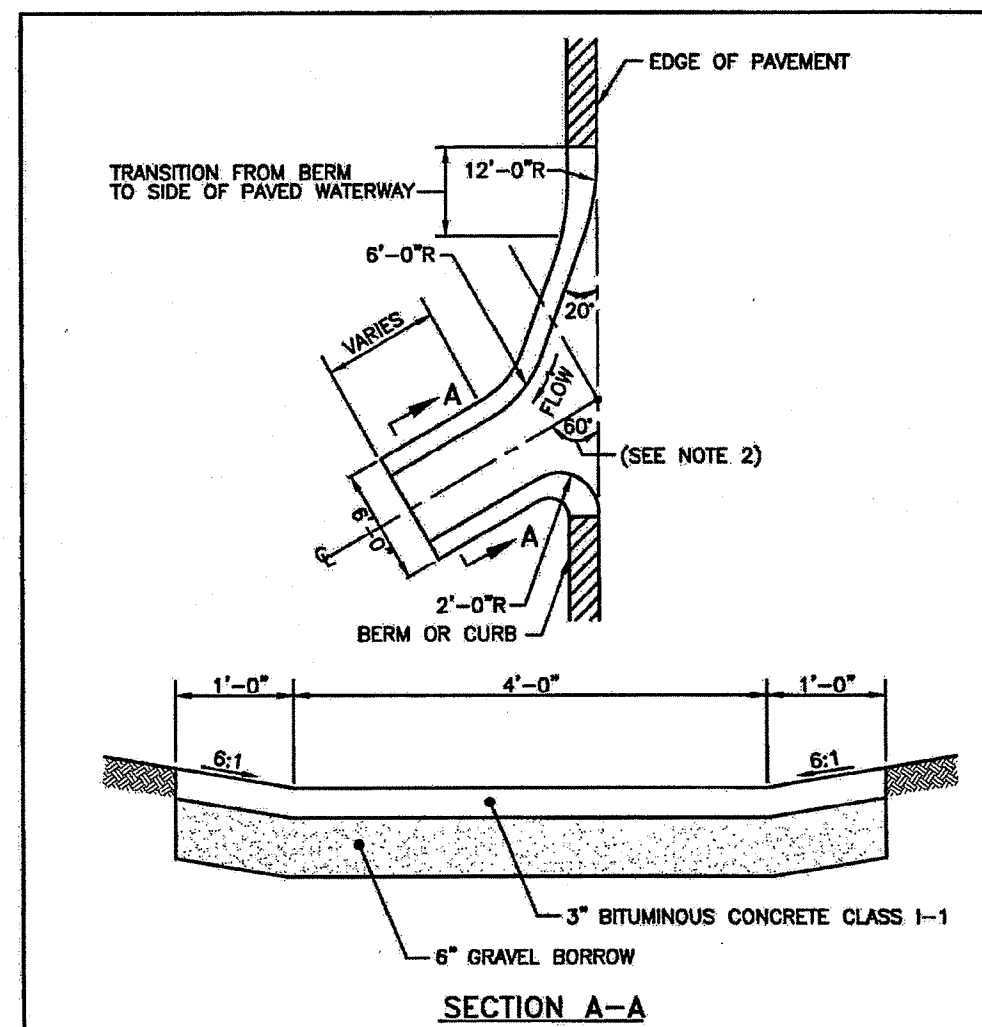 EDGE OF PAVEMENT
12'-0"R
TRANSITION FROM BERM
TO SIDE OF PAVED WATERWAY
6'-0"R
20°
VARIES
A
FLOW
60°
(SEE NOTE 2)
6'-0"
A
℄
2'-0"R
BERM OR CURB
1'-0"
4'-0"
1'-0"
6:1
6:1
3" BITUMINOUS CONCRETE CLASS I-1
6" GRAVEL BORROW
SECTION A-A